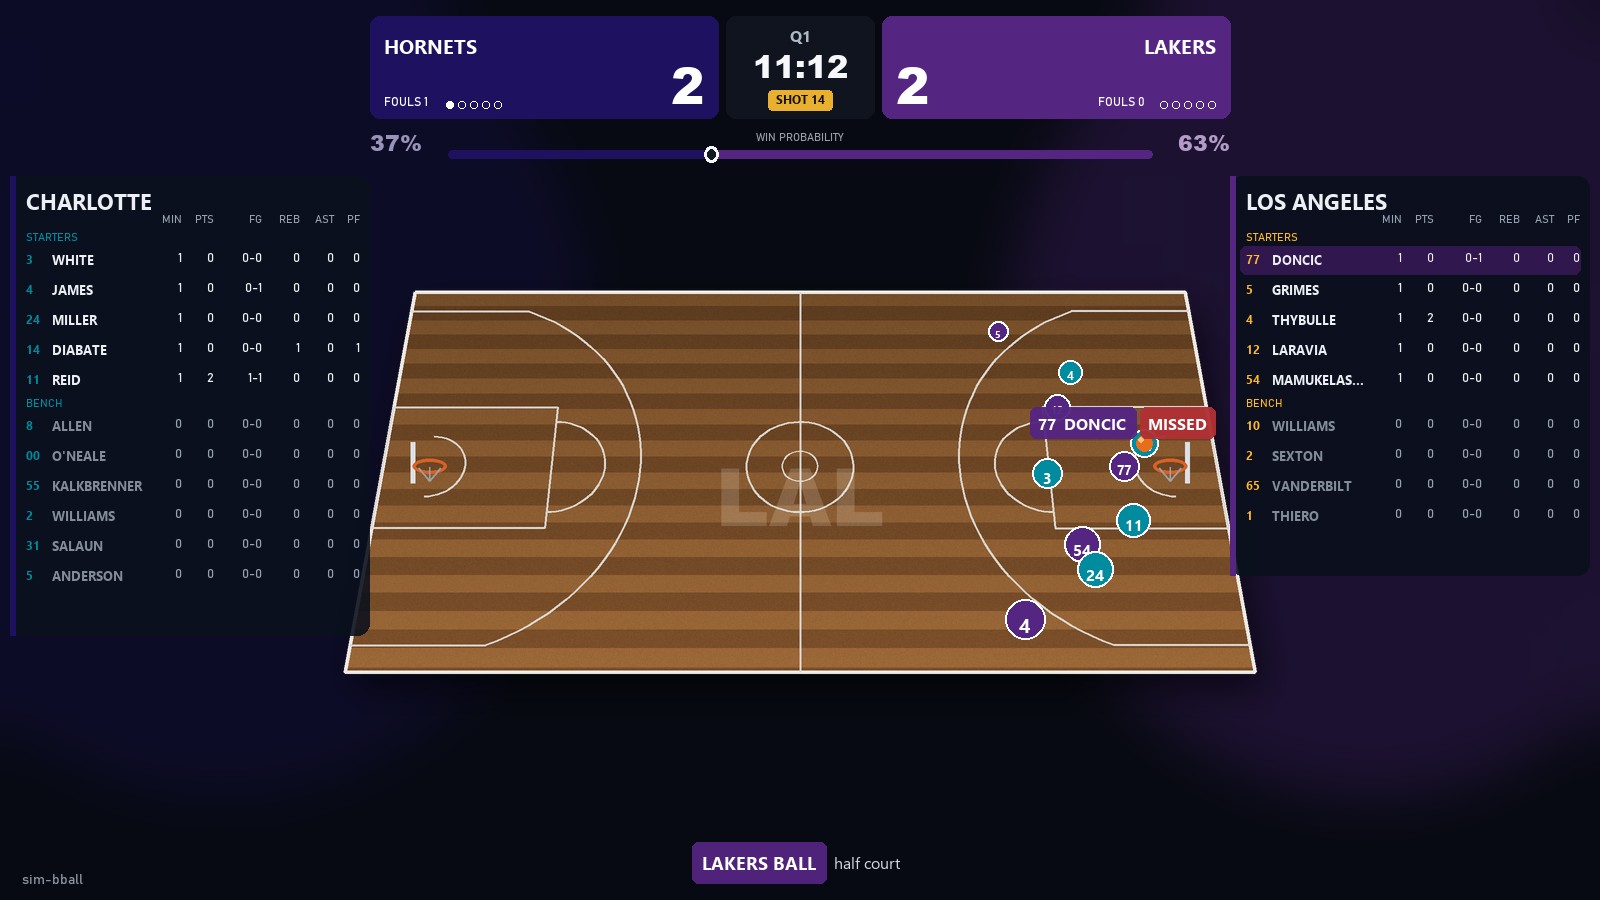 HORNETS
2
FOULS 1
Q1
11:12
SHOT 14
LAKERS
2
FOULS 0
37%
WIN PROBABILITY
63%
CHARLOTTE
MIN PTS FG REB AST PF
STARTERS
3 WHITE 1 0 0-0 0 0 0
4 JAMES 1 0 0-1 0 0 0
24 MILLER 1 0 0-0 0 0 0
14 DIABATE 1 0 0-0 1 0 1
11 REID 1 2 1-1 0 0 0
BENCH
8 ALLEN 0 0 0-0 0 0 0
00 O'NEALE 0 0 0-0 0 0 0
55 KALKBRENNER 0 0 0-0 0 0 0
2 WILLIAMS 0 0 0-0 0 0 0
31 SALAUN 0 0 0-0 0 0 0
5 ANDERSON 0 0 0-0 0 0 0
LOS ANGELES
MIN PTS FG REB AST PF
STARTERS
77 DONCIC 1 0 0-1 0 0 0
5 GRIMES 1 0 0-0 0 0 0
4 THYBULLE 1 2 0-0 0 0 0
12 LARAVIA 1 0 0-0 0 0 0
54 MAMUKELAS... 1 0 0-0 0 0 0
BENCH
10 WILLIAMS 0 0 0-0 0 0 0
2 SEXTON 0 0 0-0 0 0 0
65 VANDERBILT 0 0 0-0 0 0 0
1 THIERO 0 0 0-0 0 0 0
5
4
77 DONCIC MISSED
77
3
LAL
11
54
24
4
LAKERS BALL half court
sim-bball